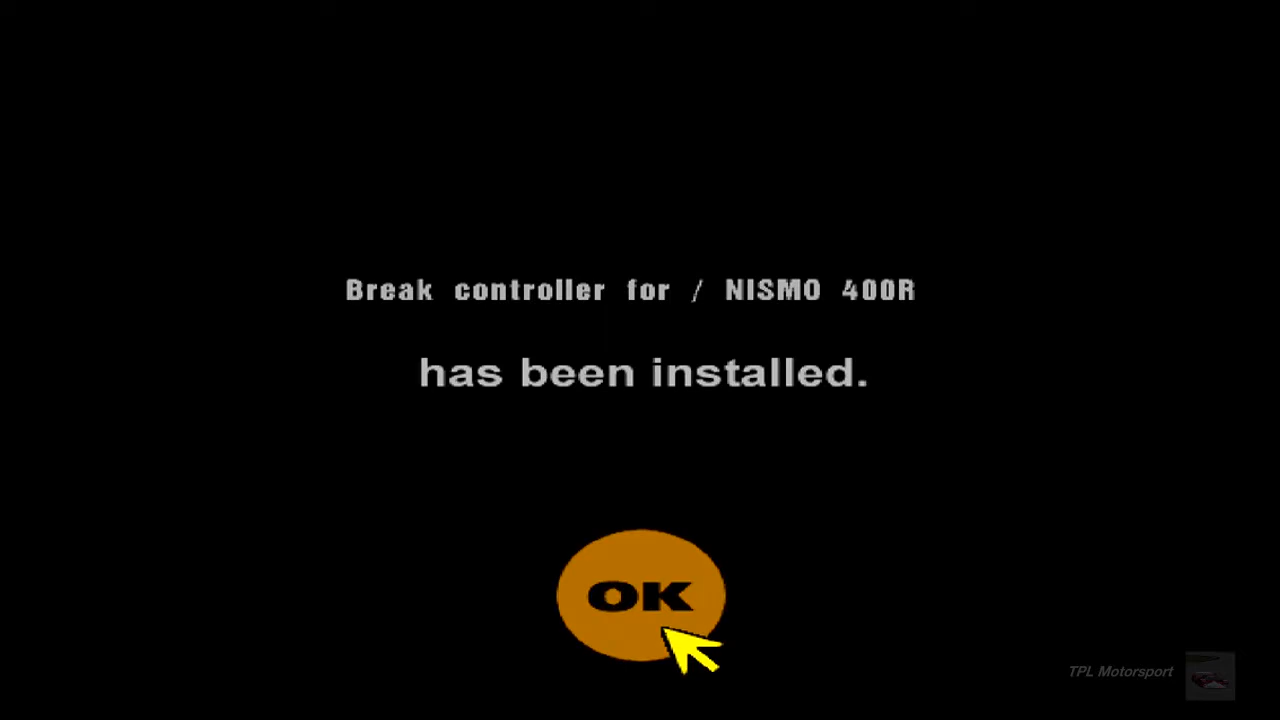 Break controller for / NISMO 400R
has been installed.
OK
TPL Motorsport